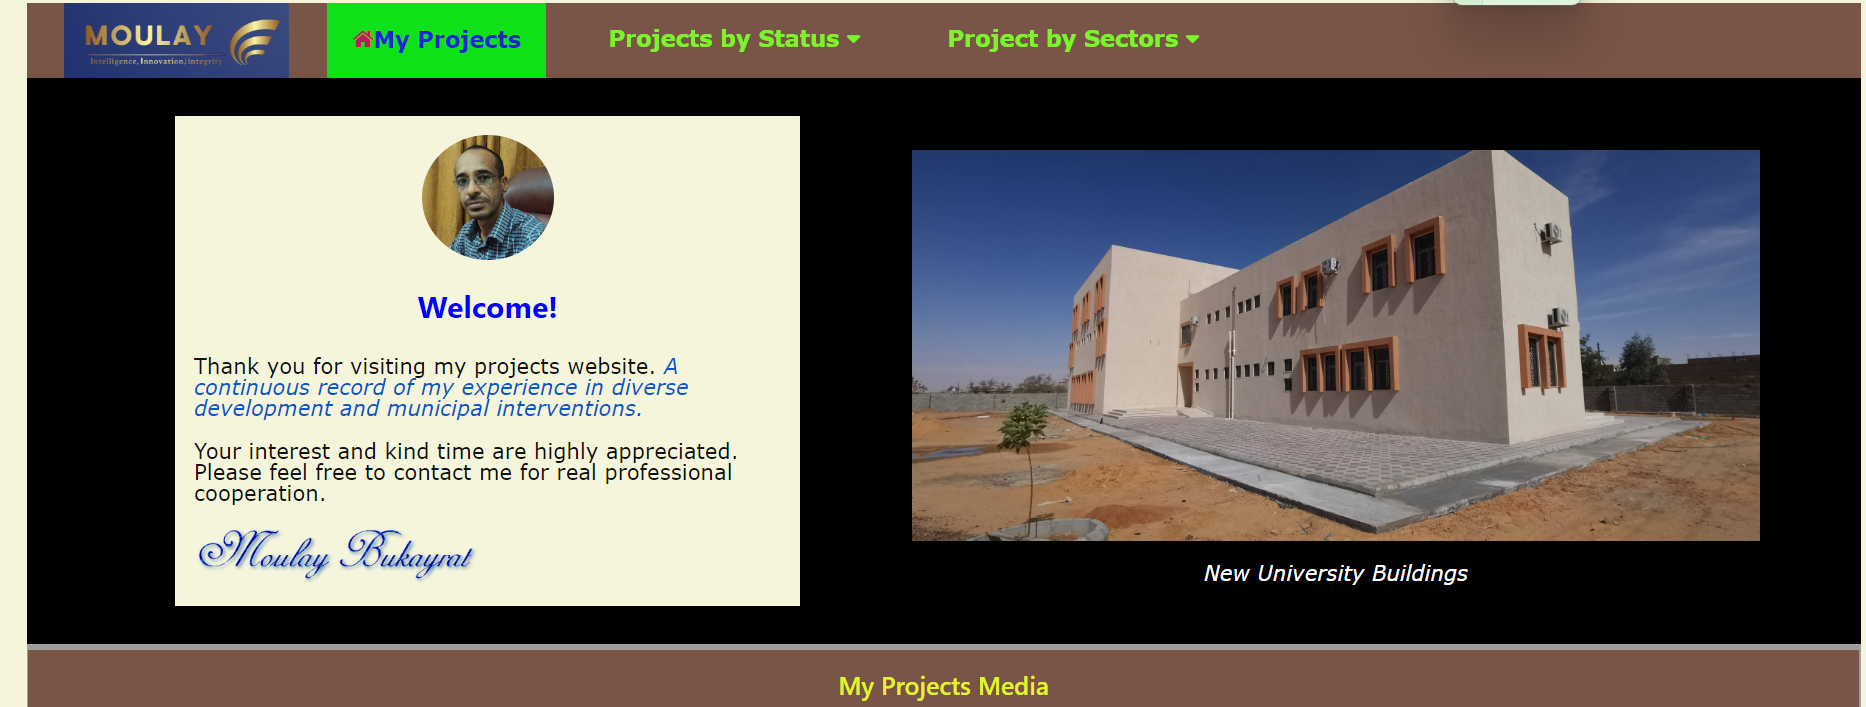 MOULAY
Intelligence, Innovation, integrity
My Projects
Projects by Status
Project by Sectors
Welcome!
Thank you for visiting my projects website. A
continuous record of my experience in diverse
development and municipal interventions.
Your interest and kind time are highly appreciated.
Please feel free to contact me for real professional
cooperation.
Moulay Bukayrat
New University Buildings
My Projects Media